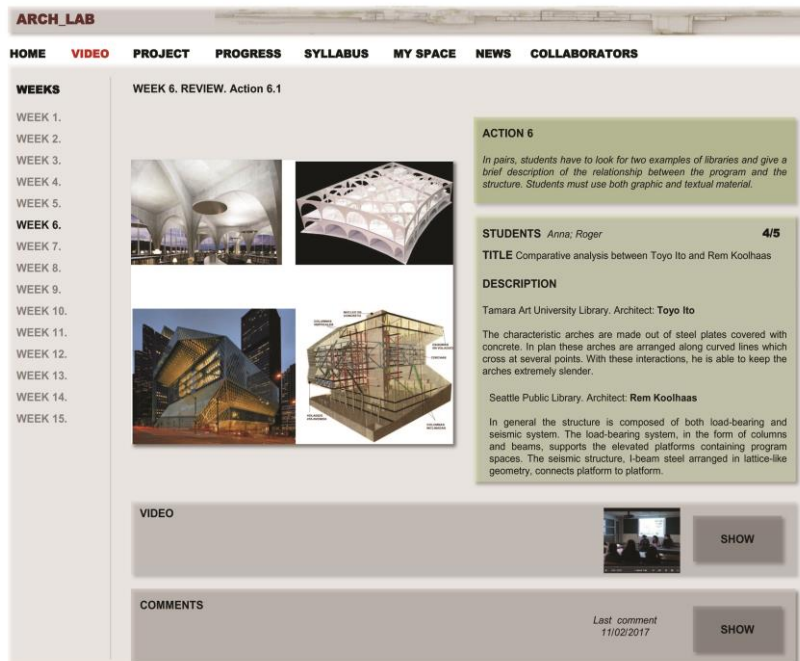 ARCH_LAB
HOME VIDEO PROJECT PROGRESS SYLLABUS MY SPACE NEWS COLLABORATORS
WEEKS
WEEK 1.
WEEK 2.
WEEK 3.
WEEK 4.
WEEK 5.
WEEK 6.
WEEK 7.
WEEK 8.
WEEK 9.
WEEK 10.
WEEK 11.
WEEK 12.
WEEK 13.
WEEK 14.
WEEK 15.
WEEK 6. REVIEW. Action 6.1
ACTION 6
In pairs, students have to look for two examples of libraries and give a
brief description of the relationship between the program and the
structure. Students must use both graphic and textual material.
STUDENTS Anna; Roger 4/5
TITLE Comparative analysis between Toyo Ito and Rem Koolhaas
DESCRIPTION
Tamara Art University Library. Architect: Toyo Ito
The characteristic arches are made out of steel plates covered with
concrete. In plan these arches are arranged along curved lines which
cross at several points. With these interactions, he is able to keep the
arches extremely slender.
Seattle Public Library. Architect: Rem Koolhaas
In general the structure is composed of both load-bearing and
seismic system. The load-bearing system, in the form of columns
and beams, supports the elevated platforms containing program
spaces. The seismic structure, I-beam steel arranged in lattice-like
geometry, connects platform to platform.
VIDEO
SHOW
COMMENTS
Last comment
11/02/2017
SHOW